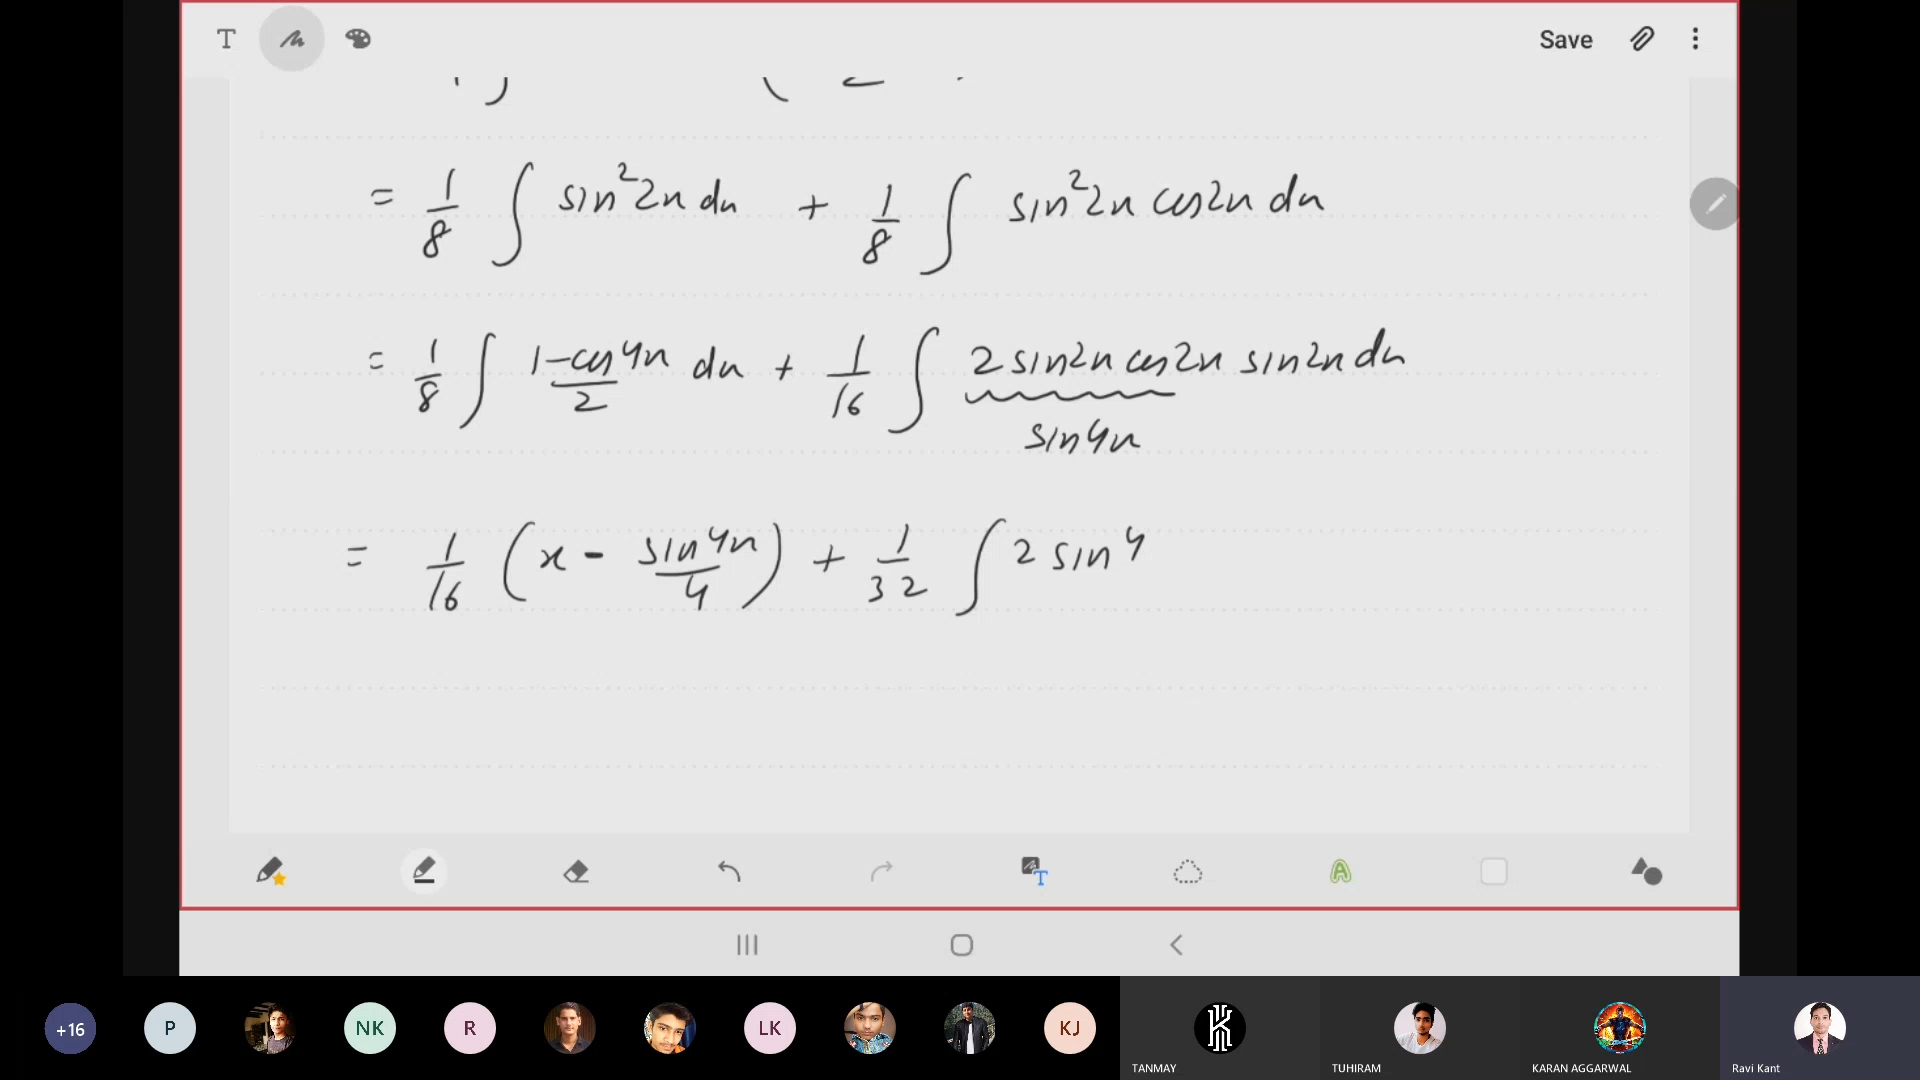 T Save
= 1/8 ∫ sin²2x dx + 1/8 ∫ sin²2x cos2x dx
= 1/8 ∫ 1-cos4x/2 dx + 1/16 ∫ 2 sin2x cos2x sin2x dx
sin4x
= 1/16 (x - sin4x/4) + 1/32 ∫ 2 sin4
T A
+16 P NK R LK KJ
TANMAY TUHIRAM KARAN AGGARWAL Ravi Kant